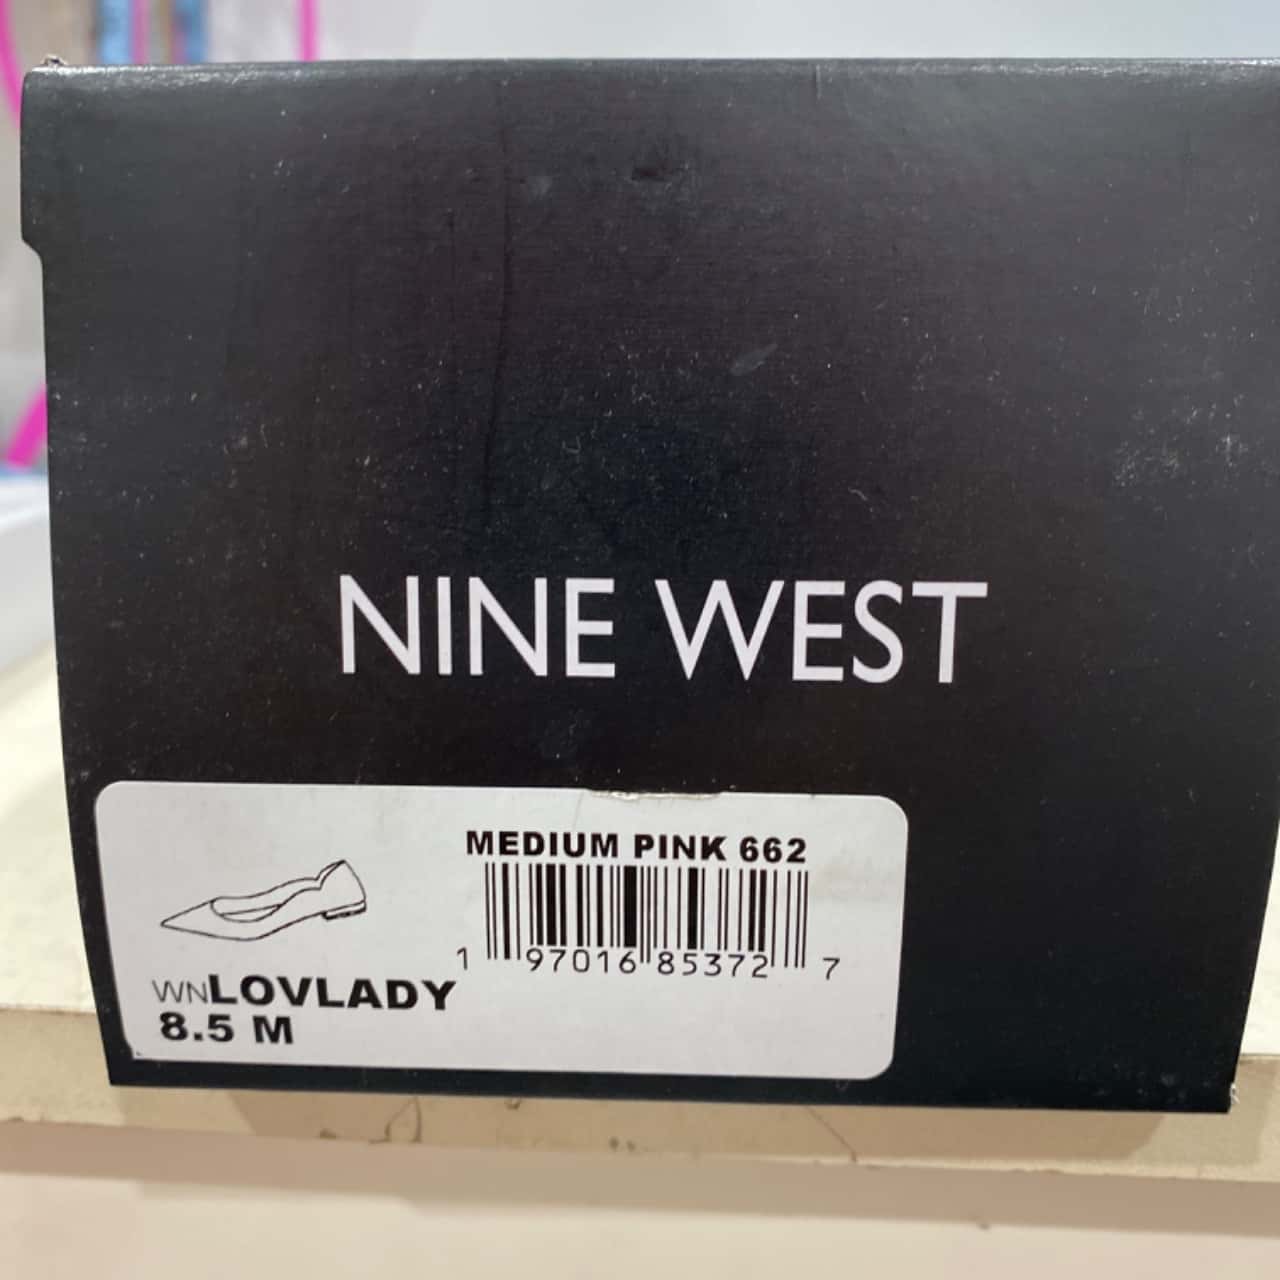 NINE WEST
MEDIUM PINK 662
1 97016 85372 7
WNLOVLADY
8.5 M